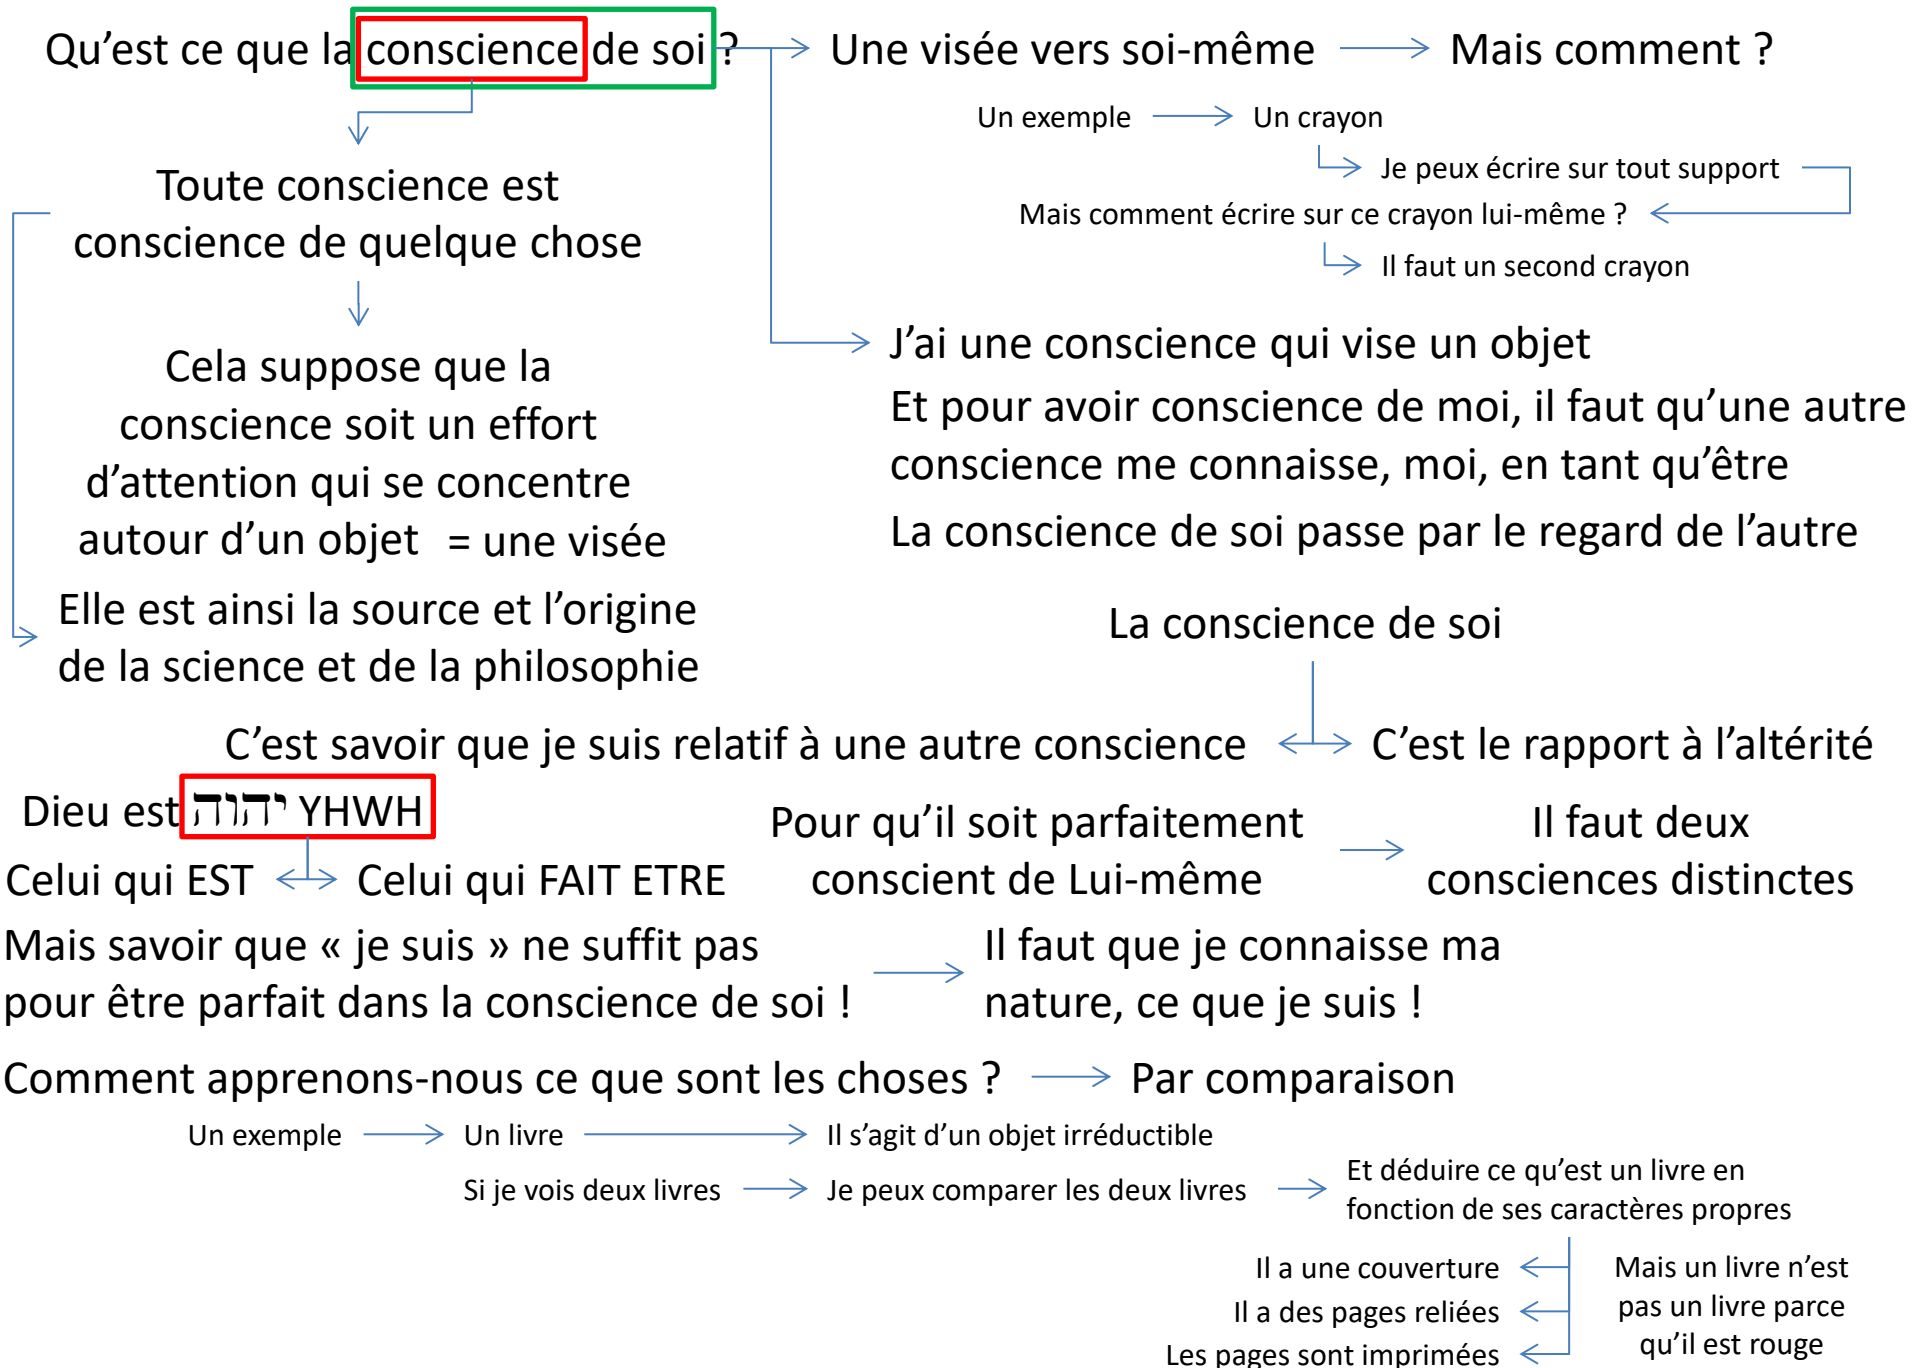 Qu'est ce que la conscience de soi ?
Une visée vers soi-même
Mais comment ?
Un exemple
Un crayon
Je peux écrire sur tout support
Mais comment écrire sur ce crayon lui-même ?
Il faut un second crayon
Toute conscience est
conscience de quelque chose
Cela suppose que la
conscience soit un effort
d'attention qui se concentre
autour d'un objet = une visée
Elle est ainsi la source et l'origine
de la science et de la philosophie
J'ai une conscience qui vise un objet
Et pour avoir conscience de moi, il faut qu'une autre
conscience me connaisse, moi, en tant qu'être
La conscience de soi passe par le regard de l'autre
La conscience de soi
C'est savoir que je suis relatif à une autre conscience
C'est le rapport à l'altérité
Dieu est יהוה YHWH
Celui qui EST
Celui qui FAIT ETRE
Pour qu'il soit parfaitement
conscient de Lui-même
Il faut deux
consciences distinctes
Mais savoir que « je suis » ne suffit pas
pour être parfait dans la conscience de soi !
Il faut que je connaisse ma
nature, ce que je suis !
Comment apprenons-nous ce que sont les choses ?
Par comparaison
Un exemple
Un livre
Il s'agit d'un objet irréductible
Si je vois deux livres
Je peux comparer les deux livres
Et déduire ce qu'est un livre en
fonction de ses caractères propres
Il a une couverture
Il a des pages reliées
Les pages sont imprimées
Mais un livre n'est
pas un livre parce
qu'il est rouge